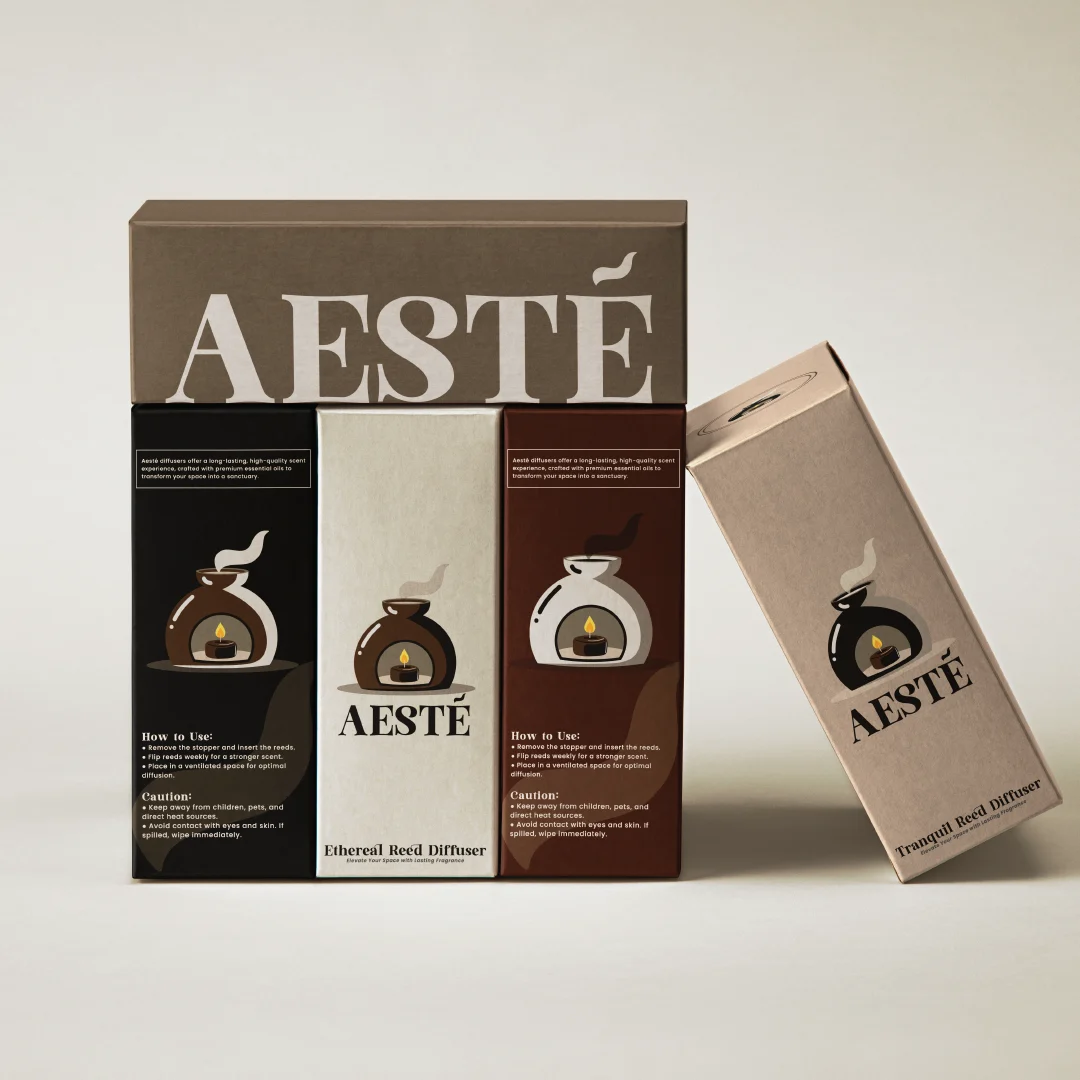 AESTÉ
Aesté diffusers offer a long-lasting, high-quality scent
experience, crafted with premium essential oils to
transform your space into a sanctuary.
How to Use:
• Remove the stopper and insert the reeds.
• Flip reeds weekly for a stronger scent.
• Place in a ventilated space for optimal
diffusion.
Caution:
• Keep away from children, pets, and
direct heat sources.
• Avoid contact with eyes and skin. If
spilled, wipe immediately.
AESTÉ
Ethereal Reed Diffuser
Elevate Your Space with Lasting Fragrance
Aesté diffusers offer a long-lasting, high-quality scent
experience, crafted with premium essential oils to
transform your space into a sanctuary.
How to Use:
• Remove the stopper and insert the reeds.
• Flip reeds weekly for a stronger scent.
• Place in a ventilated space for optimal
diffusion.
Caution:
• Keep away from children, pets, and
direct heat sources.
• Avoid contact with eyes and skin. If
spilled, wipe immediately.
AESTÉ
Tranquil Reed Diffuser
Elevate Your Space with Lasting Fragrance